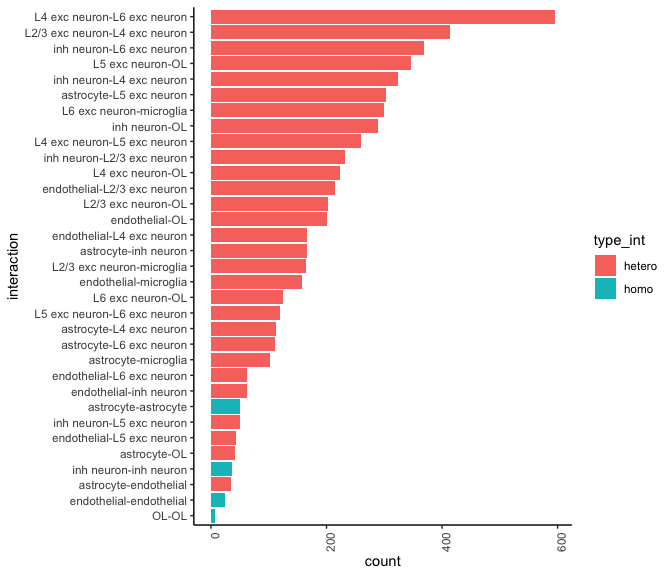 L4 exc neuron-L6 exc neuron
L2/3 exc neuron-L4 exc neuron
inh neuron-L6 exc neuron
L5 exc neuron-OL
inh neuron-L4 exc neuron
astrocyte-L5 exc neuron
L6 exc neuron-microglia
inh neuron-OL
L4 exc neuron-L5 exc neuron
inh neuron-L2/3 exc neuron
L4 exc neuron-OL
endothelial-L2/3 exc neuron
L2/3 exc neuron-OL
endothelial-OL
endothelial-L4 exc neuron
astrocyte-inh neuron
L2/3 exc neuron-microglia
endothelial-microglia
L6 exc neuron-OL
L5 exc neuron-L6 exc neuron
astrocyte-L4 exc neuron
astrocyte-L6 exc neuron
astrocyte-microglia
endothelial-L6 exc neuron
endothelial-inh neuron
astrocyte-astrocyte
inh neuron-L5 exc neuron
endothelial-L5 exc neuron
astrocyte-OL
inh neuron-inh neuron
astrocyte-endothelial
endothelial-endothelial
OL-OL
interaction
0
200
400
600
count
type_int
hetero
homo